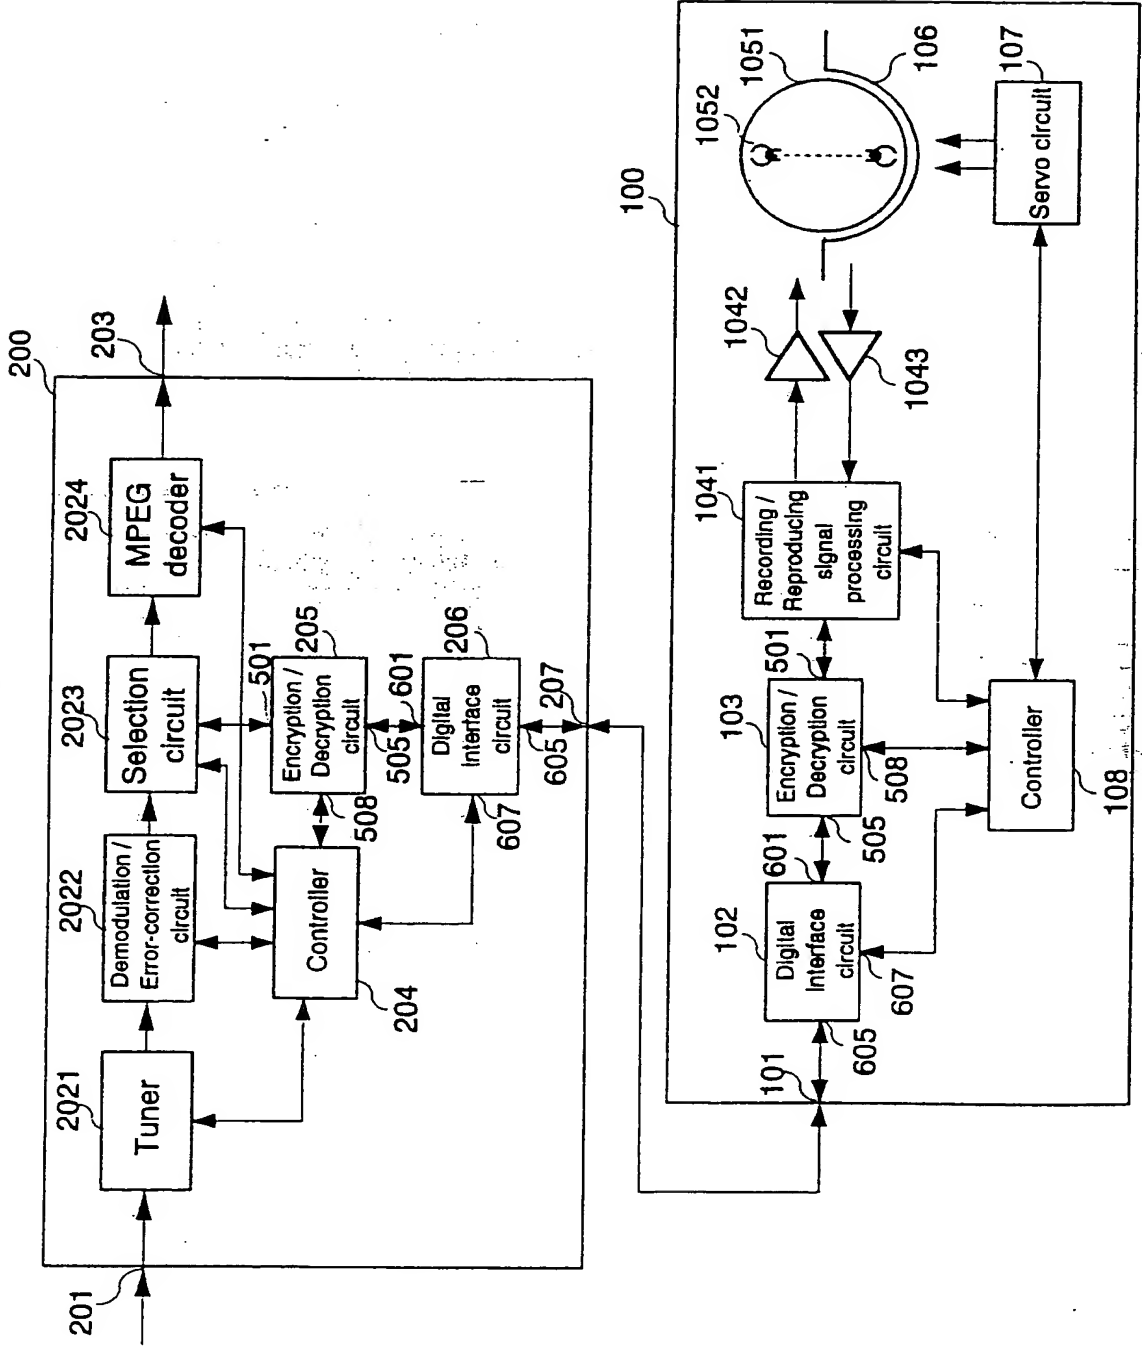 200
201
2021
Tuner
2022
Demodulation /
Error-correction
circuit
2023
Selection
circuit
2024
MPEG
decoder
203
204
Controller
508
501
205
Encryption /
Decryption
circuit
505
601
206
Digital
Interface
circuit
607
605
207
100
101
605
102
Digital
Interface
circuit
607
601
505
103
Encryption /
Decryption
circuit
508
501
1041
Recording /
Reproducing
signal
processing
circuit
1042
1043
1052
1051
106
107
Servo circuit
Controller
108